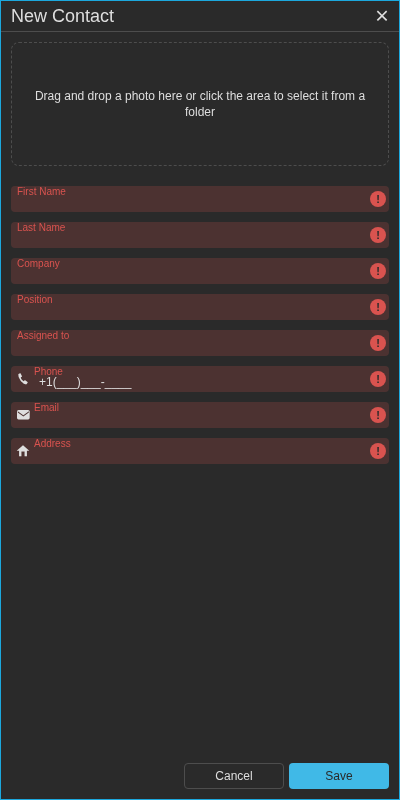 New Contact
Drag and drop a photo here or click the area to select it from a
folder
First Name
Last Name
Company
Position
Assigned to
Phone
+1(___)___-____
Email
Address
Cancel
Save